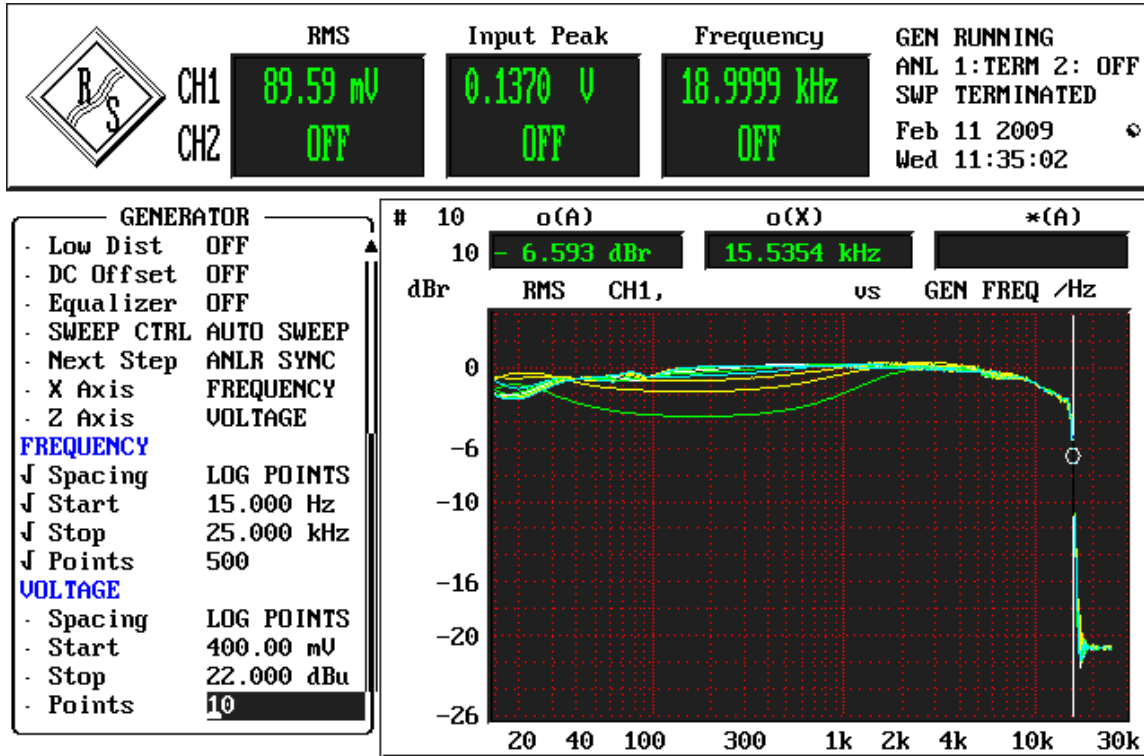 RMS Input Peak Frequency
GEN RUNNING
ANL 1:TERM 2: OFF
SWP TERMINATED
Feb 11 2009
Wed 11:35:02
R
S
CH1 89.59 mV 0.1370 V 18.9999 kHz
CH2 OFF OFF OFF
GENERATOR
· Low Dist OFF
· DC Offset OFF
· Equalizer OFF
· SWEEP CTRL AUTO SWEEP
· Next Step ANLR SYNC
· X Axis FREQUENCY
· Z Axis VOLTAGE
FREQUENCY
√ Spacing LOG POINTS
√ Start 15.000 Hz
√ Stop 25.000 kHz
√ Points 500
VOLTAGE
· Spacing LOG POINTS
· Start 400.00 mV
· Stop 22.000 dBu
· Points 10
# 10 o(A) o(X) *(A)
10 - 6.593 dBr 15.5354 kHz
dBr RMS CH1, vs GEN FREQ /Hz
0
-6
-10
-16
-20
-26
20 40 100 300 1k 2k 4k 10k 30k